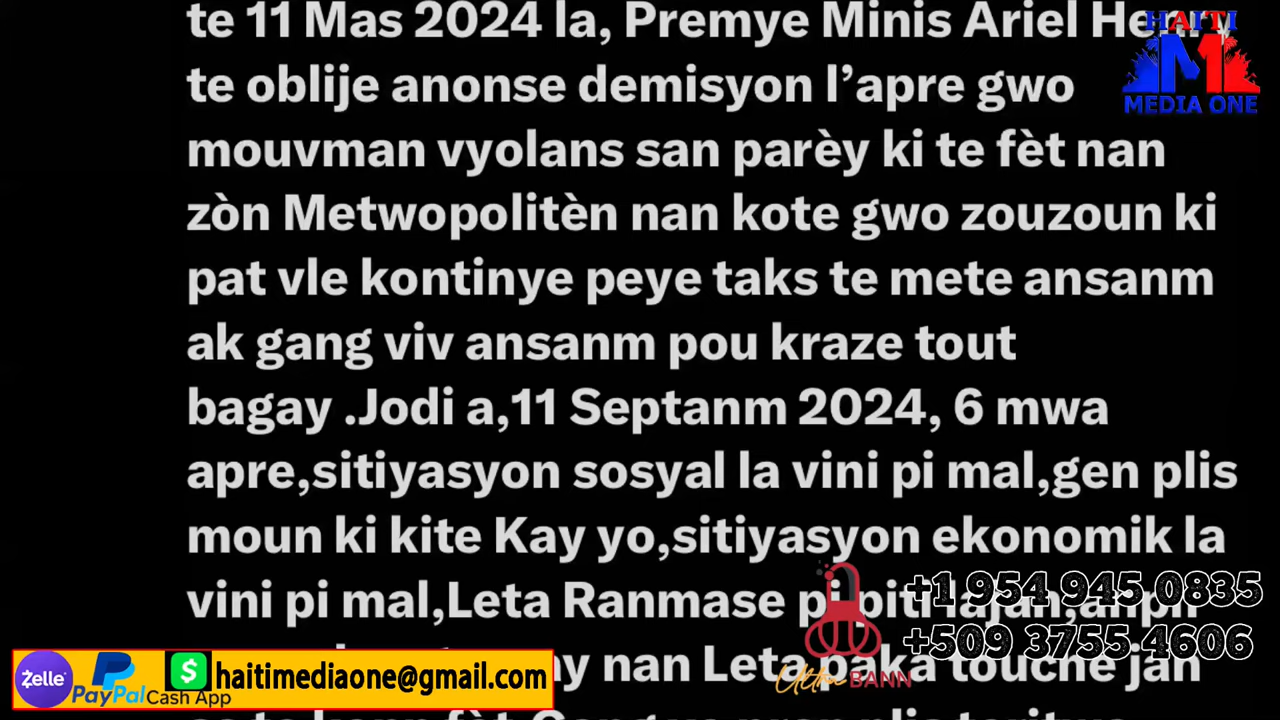 te 11 Mas 2024 la, Premye Minis Ariel Henry
te oblije anonse demisyon l’apre gwo
mouvman vyolans san parèy ki te fèt nan
zòn Metwopolitèn nan kote gwo zouzoun ki
pat vle kontinye peye taks te mete ansanm
ak gang viv ansanm pou kraze tout
bagay .Jodi a,11 Septanm 2024, 6 mwa
apre,sitiyasyon sosyal la vini pi mal,gen plis
moun ki kite Kay yo,sitiyasyon ekonomik la
vini pi mal,Leta Ranmase pi piti
nan Leta paka touche jan
HAITI
MEDIA ONE
+1 954 945 0835
+509 3755 4606
Ultra BANN
Zelle
PayPal
$
Cash App
haitimediaone@gmail.com